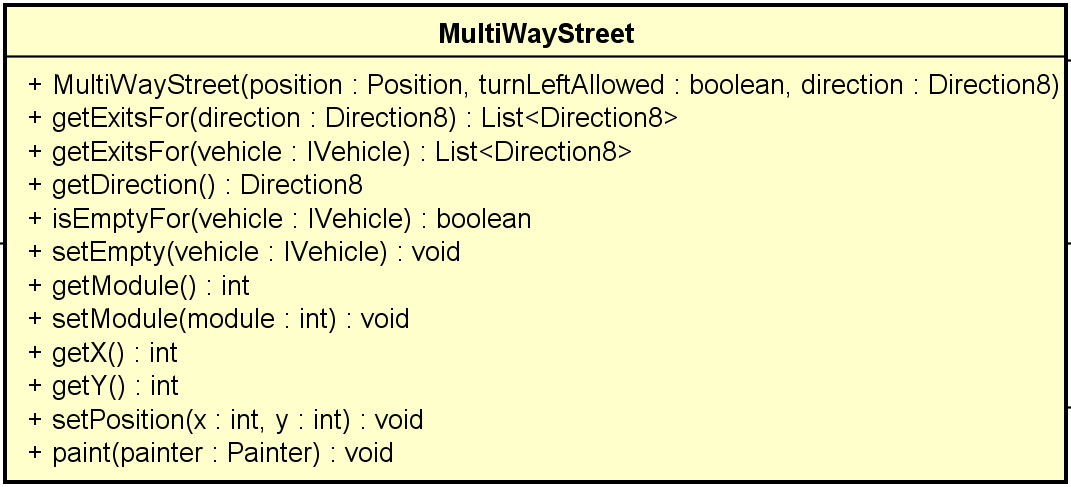 MultiWayStreet
+ MultiWayStreet(position : Position, turnLeftAllowed : boolean, direction : Direction8)
+ getExitsFor(direction : Direction8) : List<Direction8>
+ getExitsFor(vehicle : IVehicle) : List<Direction8>
+ getDirection() : Direction8
+ isEmptyFor(vehicle : IVehicle) : boolean
+ setEmpty(vehicle : IVehicle) : void
+ getModule() : int
+ setModule(module : int) : void
+ getX() : int
+ getY() : int
+ setPosition(x : int, y : int) : void
+ paint(painter : Painter) : void